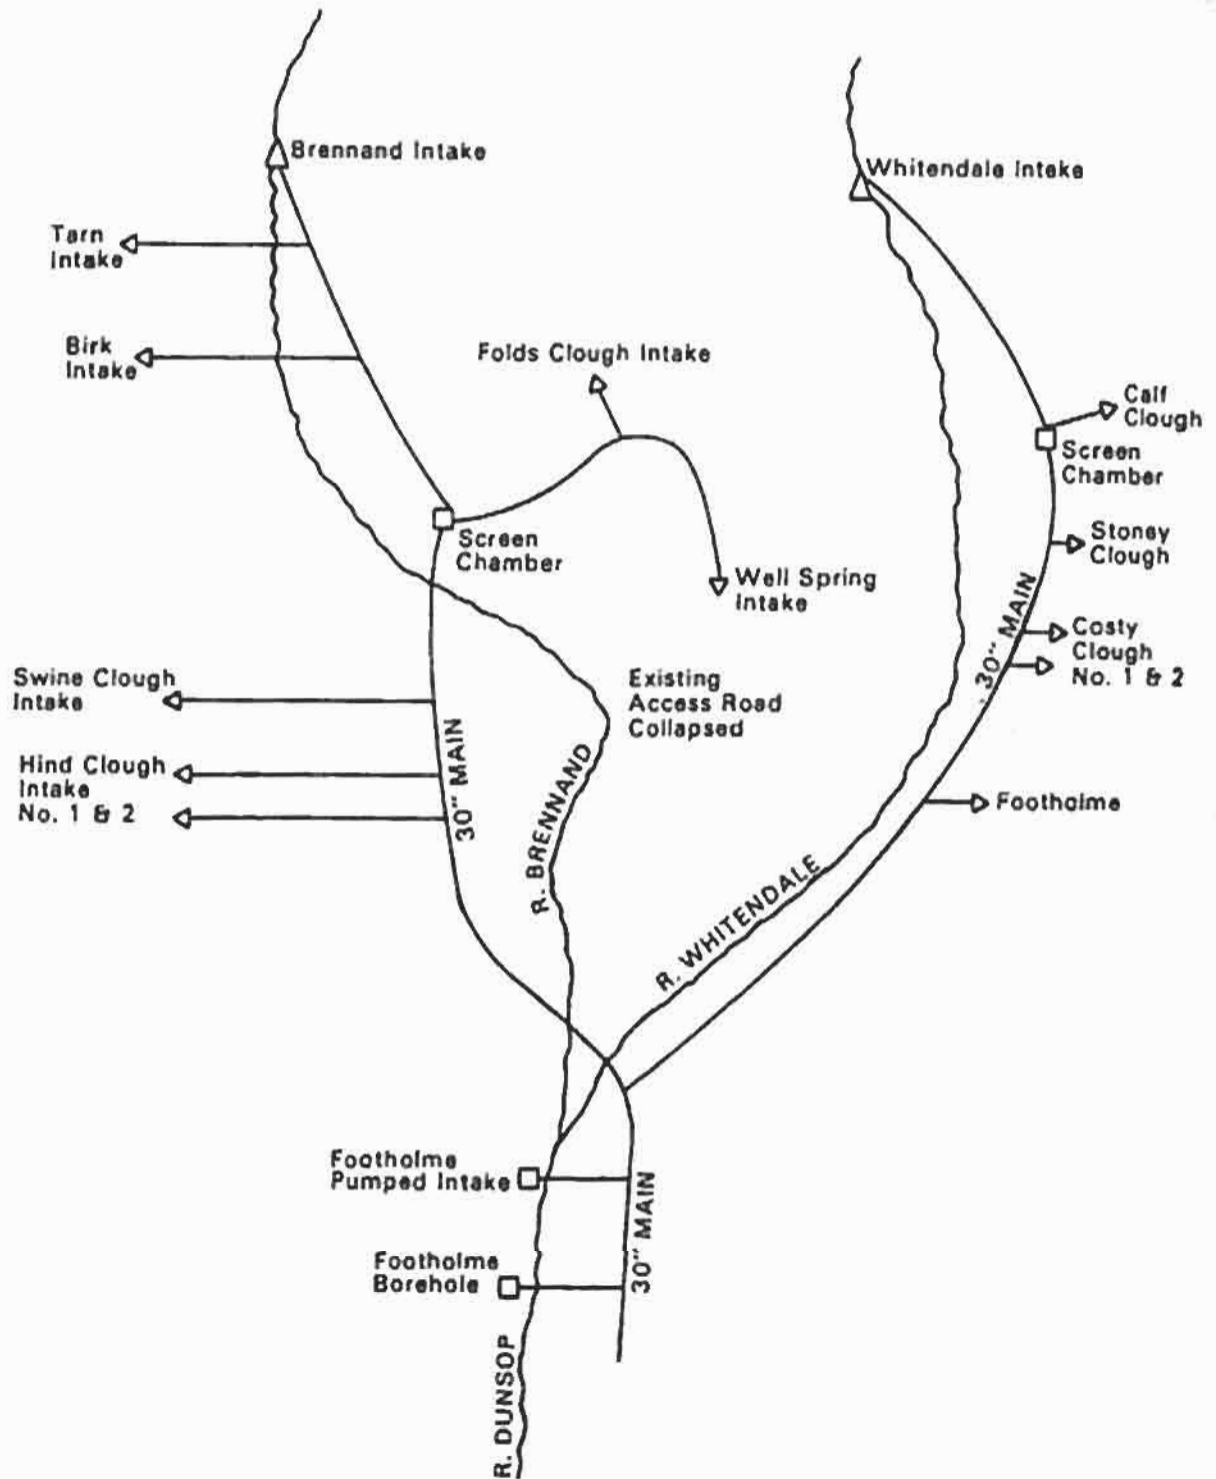 Brennand Intake
Whitendale Intake
Tarn
Intake
Birk
Intake
Folds Clough Intake
Calf
Clough
Screen
Chamber
Screen
Chamber
Stoney
Clough
Well Spring
Intake
30" MAIN
Costy
Clough
No. 1 & 2
Swine Clough
Intake
Existing
Access Road
Collapsed
Hind Clough
Intake
No. 1 & 2
30" MAIN
R. BRENNAND
Footholme
R. WHITENDALE
Footholme
Pumped Intake
30" MAIN
Footholme
Borehole
R. DUNSOP